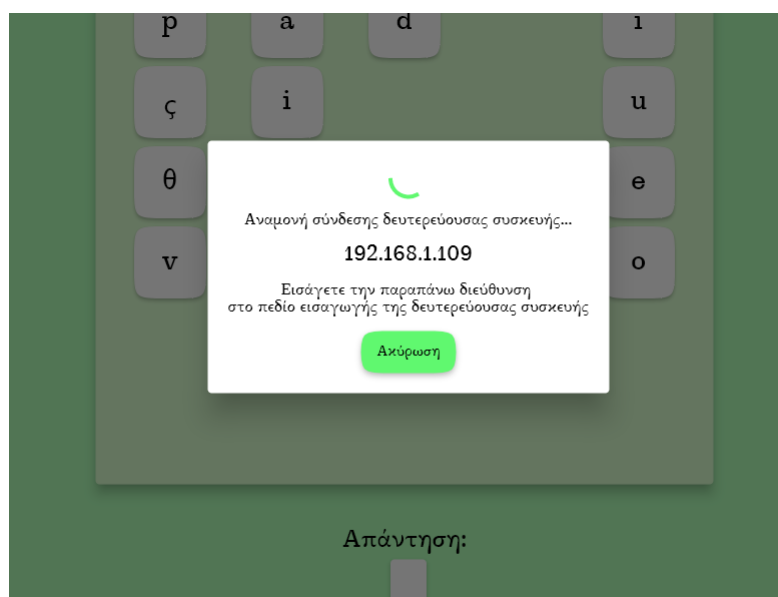 p a d i
ς i u
θ e
v o
Αναμονή σύνδεσης δευτερεύουσας συσκευής...
192.168.1.109
Εισάγετε την παραπάνω διεύθυνση
στο πεδίο εισαγωγής της δευτερεύουσας συσκευής
Ακύρωση
Απάντηση: